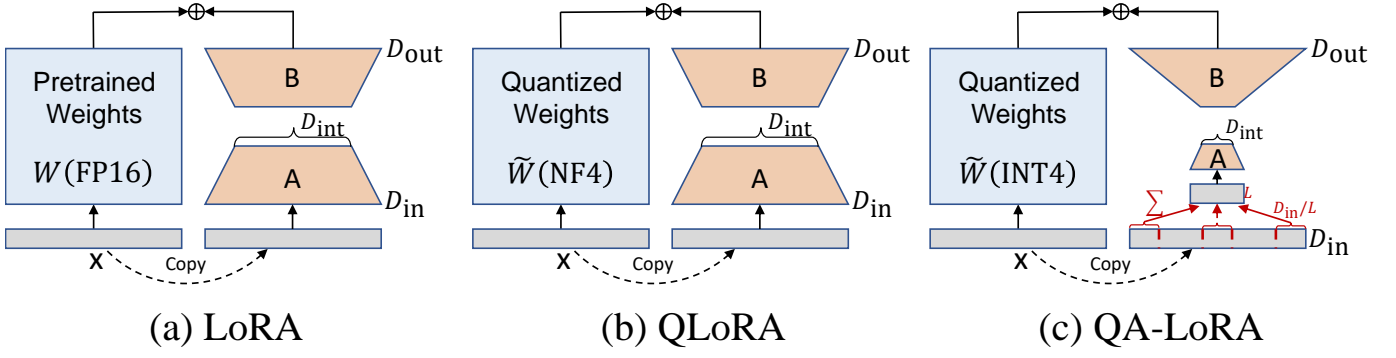 Pretrained
Weights
W(FP16)
B
D_out
D_int
A
D_in
X
Copy
(a) LoRA
Quantized
Weights
W̃(NF4)
B
D_out
D_int
A
D_in
X
Copy
(b) QLoRA
Quantized
Weights
W̃(INT4)
B
D_out
D_int
A
L
∑
D_in/L
D_in
X
Copy
(c) QA-LoRA